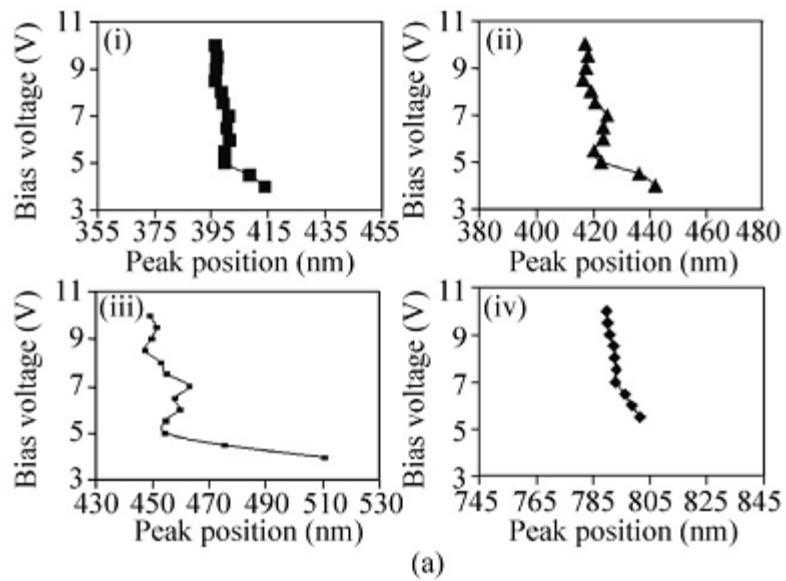 (i)
11
9
7
5
3
Bias voltage (V)
355 375 395 415 435 455
Peak position (nm)
(ii)
11
9
7
5
3
Bias voltage (V)
380 400 420 440 460 480
Peak position (nm)
(iii)
11
9
7
5
3
Bias voltage (V)
430 450 470 490 510 530
Peak position (nm)
(iv)
11
9
7
5
3
Bias voltage (V)
745 765 785 805 825 845
Peak position (nm)
(a)